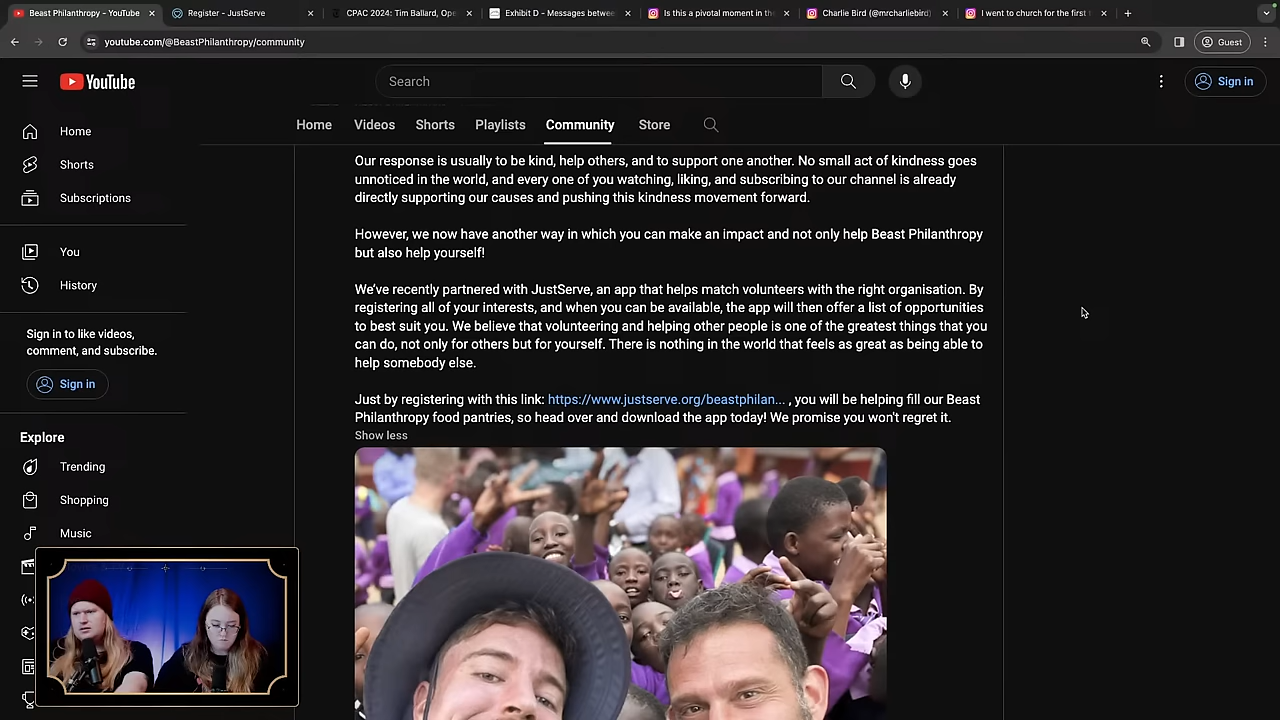 Beast Philanthropy - YouTube
Register - JustServe
CPAC 2024: Tim Ballard, Ope
Exhibit D - Messages betwee
Is this a pivotal moment in the
Charlie Bird (@mrcharliebird)
I went to church for the first
youtube.com/@BeastPhilanthropy/community
Guest
YouTube
Search
Sign in
Home
Shorts
Subscriptions
You
History
Sign in to like videos,
comment, and subscribe.
Sign in
Explore
Trending
Shopping
Music
Home Videos Shorts Playlists Community Store
Our response is usually to be kind, help others, and to support one another. No small act of kindness goes
unnoticed in the world, and every one of you watching, liking, and subscribing to our channel is already
directly supporting our causes and pushing this kindness movement forward.
However, we now have another way in which you can make an impact and not only help Beast Philanthropy
but also help yourself!
We've recently partnered with JustServe, an app that helps match volunteers with the right organisation. By
registering all of your interests, and when you can be available, the app will then offer a list of opportunities
to best suit you. We believe that volunteering and helping other people is one of the greatest things that you
can do, not only for others but for yourself. There is nothing in the world that feels as great as being able to
help somebody else.
Just by registering with this link: https://www.justserve.org/beastphilan... , you will be helping fill our Beast
Philanthropy food pantries, so head over and download the app today! We promise you won't regret it.
Show less